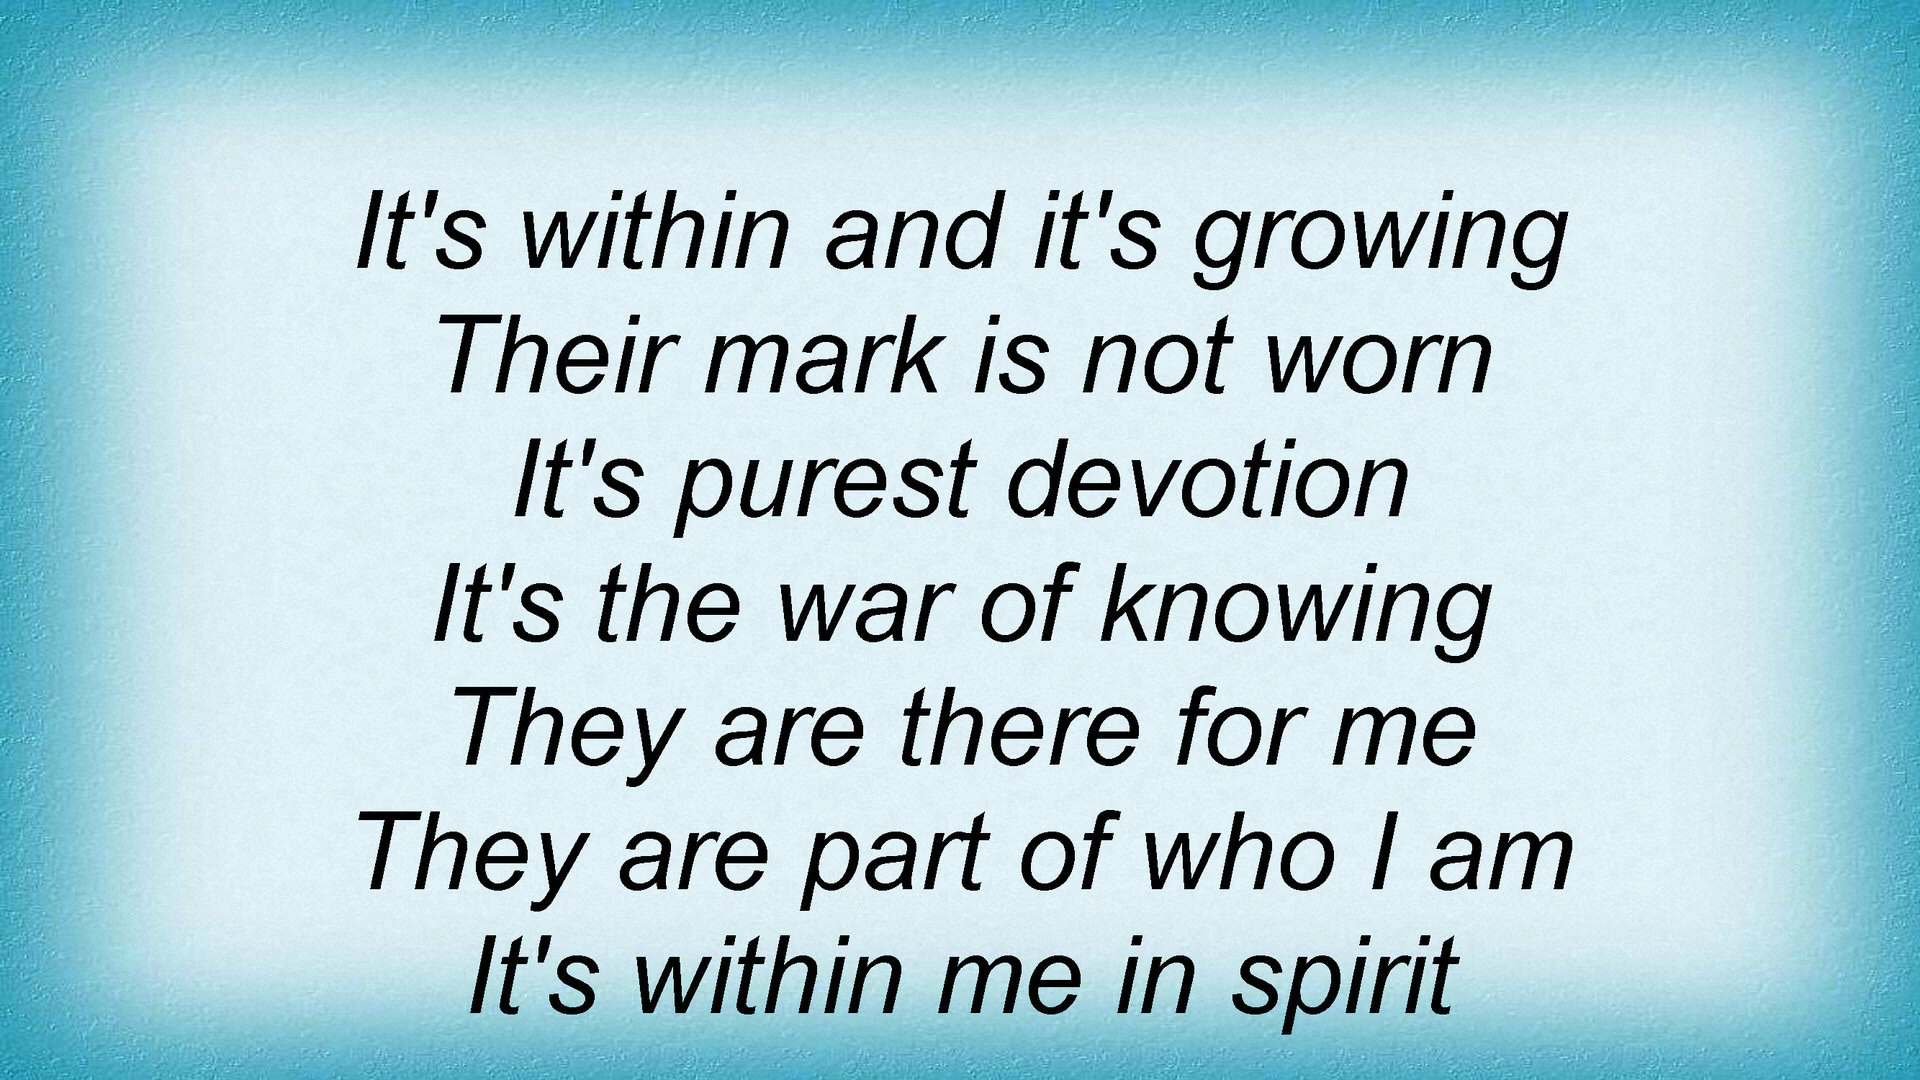 It's within and it's growing
Their mark is not worn
It's purest devotion
It's the war of knowing
They are there for me
They are part of who I am
It's within me in spirit